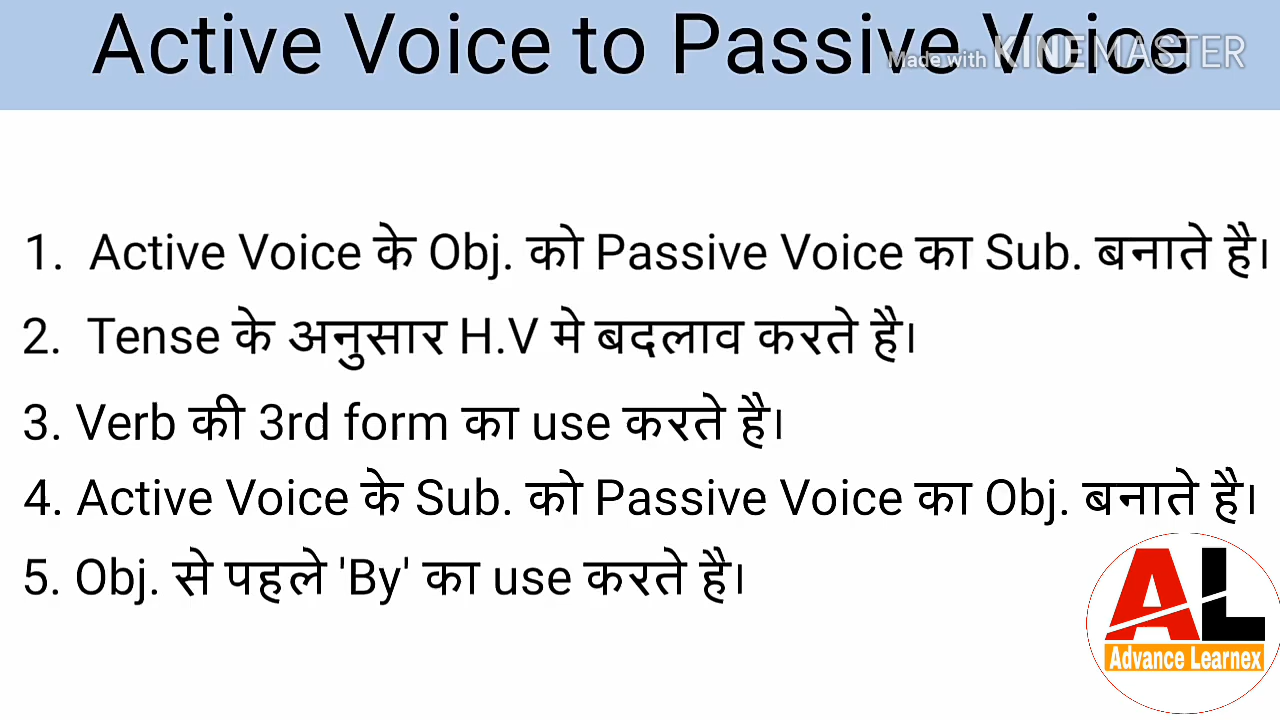 Active Voice to Passive Voice
Made with KINEMASTER
1. Active Voice के Obj. को Passive Voice का Sub. बनाते है।
2. Tense के अनुसार H.V मे बदलाव करते है।
3. Verb की 3rd form का use करते है।
4. Active Voice के Sub. को Passive Voice का Obj. बनाते है।
5. Obj. से पहले 'By' का use करते है।
AL
Advance Learnex